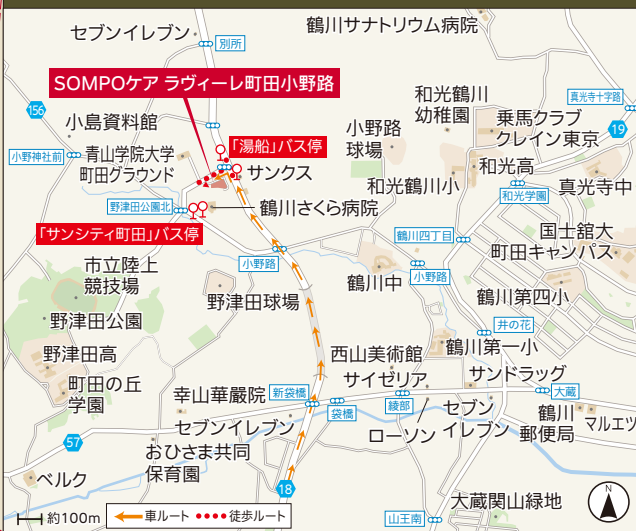 セブンイレブン
別所
鶴川サナトリウム病院
SOMPOケア ラヴィーレ町田小野路
156
小島資料館
小野神社前
青山学院大学
町田グラウンド
「湯船」バス停
サンクス
野津田公園北
鶴川さくら病院
「サンシティ町田」バス停
小野路
球場
和光鶴川
幼稚園
乗馬クラブ
クレイン東京
真光寺十字路
19
和光高
和光鶴川小
和光学園
真光寺中
鶴川四丁目
国士舘大
町田キャンパス
小野路
市立陸上
競技場
野津田球場
鶴川中
小野路
鶴川第四小
野津田公園
井の花
野津田高
西山美術館
鶴川第一小
町田の丘
学園
サイゼリア
サンドラッグ
幸山華嚴院
新袋橋
袋橋
綾部
大蔵
セブンイレブン
ローソン
セブン
イレブン
鶴川
郵便局
マルエツ
57
おひさま共同
保育園
ベルク
18
大蔵関山緑地
山王南
約100m
車ルート
徒歩ルート
N